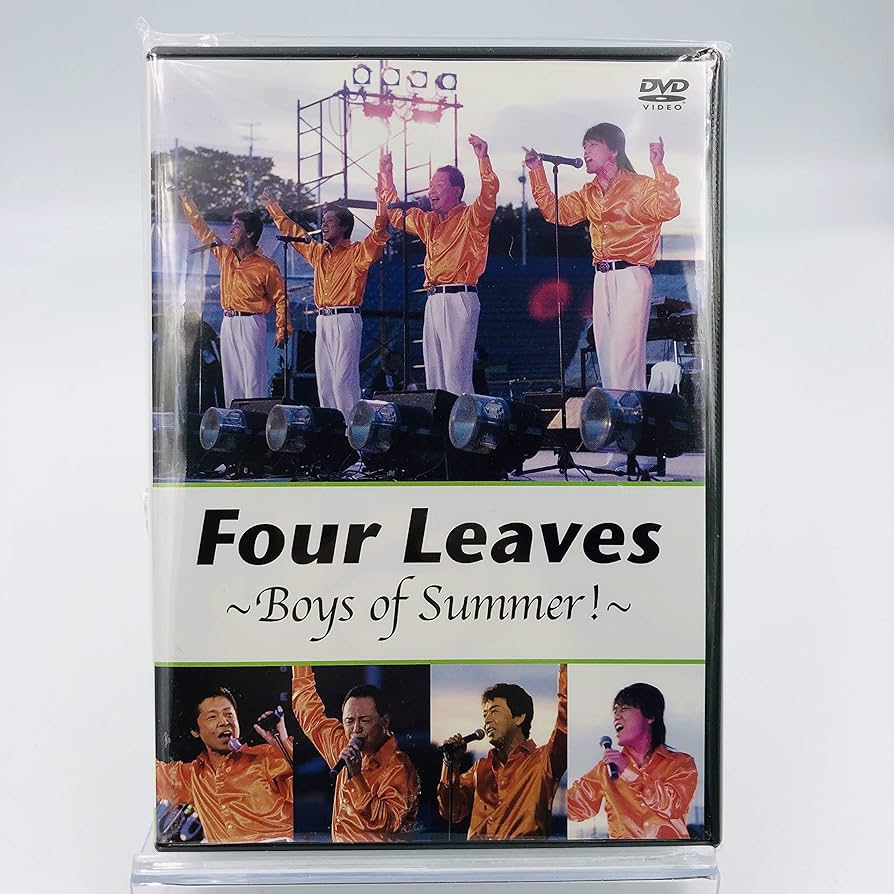 DVD
VIDEO
Four Leaves
~Boys of Summer!~